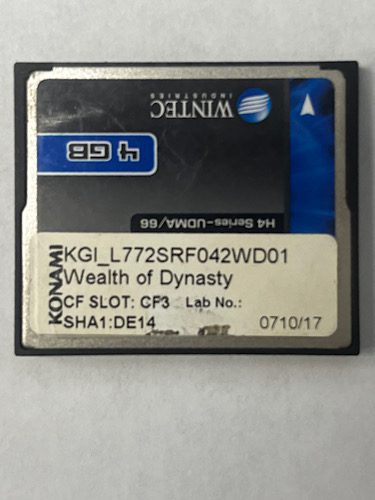 WINTEC
INDUSTRIES
4 GB
H4 Series-UDMA/66
KONAMI
KGI_L772SRF042WD01
Wealth of Dynasty
CF SLOT: CF3 Lab No.:
SHA1:DE14 0710/17